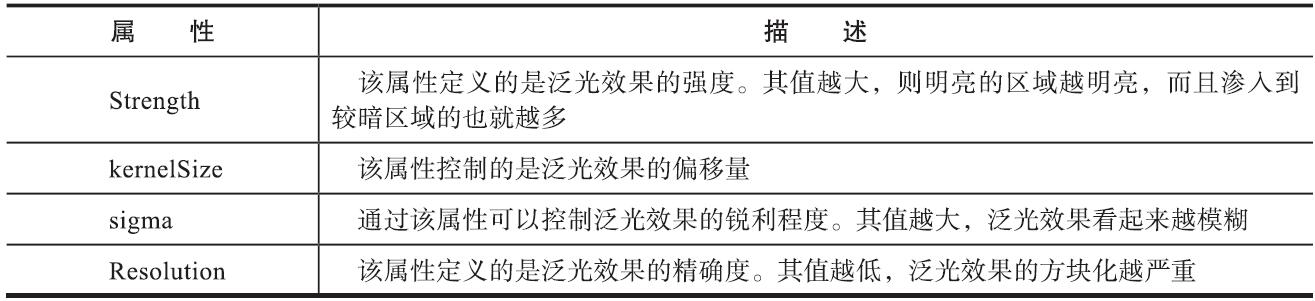 属 性 描 述
Strength 该属性定义的是泛光效果的强度。其值越大，则明亮的区域越明亮，而且渗入到
较暗区域的也就越多
kernelSize 该属性控制的是泛光效果的偏移量
sigma 通过该属性可以控制泛光效果的锐利程度。其值越大，泛光效果看起来越模糊
Resolution 该属性定义的是泛光效果的精确度。其值越低，泛光效果的方块化越严重